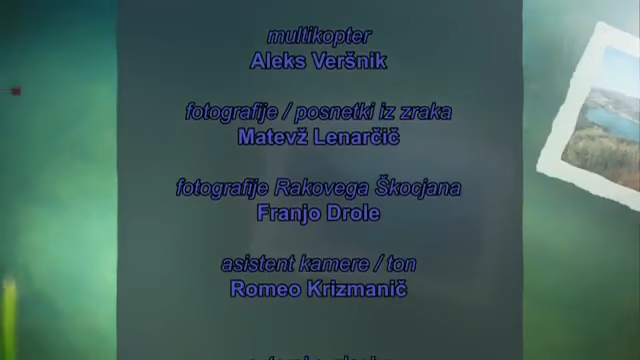 multikopter
Aleks Veršnik
fotografije / posnetki iz zraka
Matevž Lenarčič
fotografije Rakovega Škocjana
Franjo Drole
asistent kamere / ton
Romeo Krizmanič